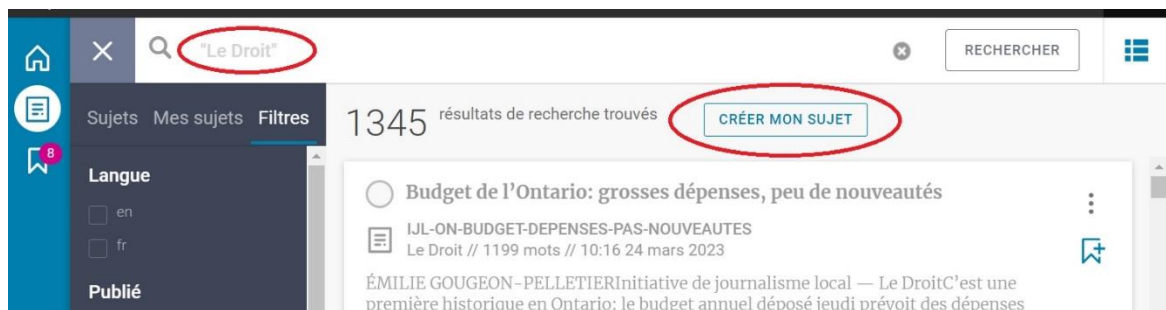 "Le Droit"
RECHERCHER
Sujets Mes sujets Filtres
1345 résultats de recherche trouvés
CRÉER MON SUJET
8
Langue
en
fr
Publié
Budget de l’Ontario: grosses dépenses, peu de nouveautés
IJL-ON-BUDGET-DEPENSES-PAS-NOUVEAUTES
Le Droit // 1199 mots // 10:16 24 mars 2023
ÉMILIE GOUGEON-PELLETIERInitiative de journalisme local — Le DroitC’est une
première historique en Ontario: le budget annuel déposé jeudi prévoit des dépenses